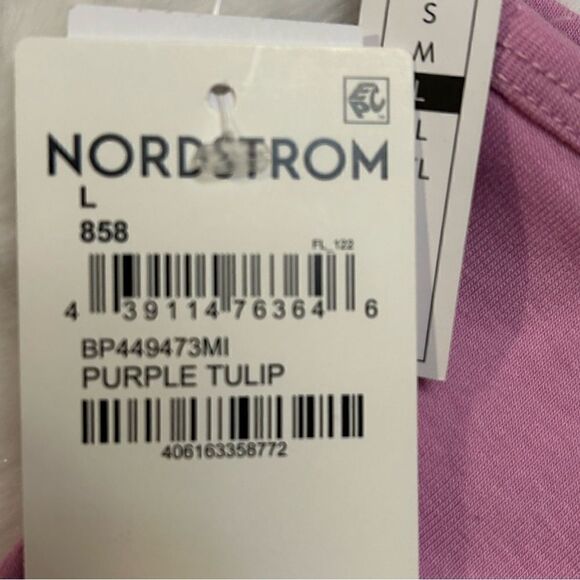 S
M
L
L
NORDSTROM
L
858
FL_122
4 39114 76364 6
BP449473MI
PURPLE TULIP
406163358772